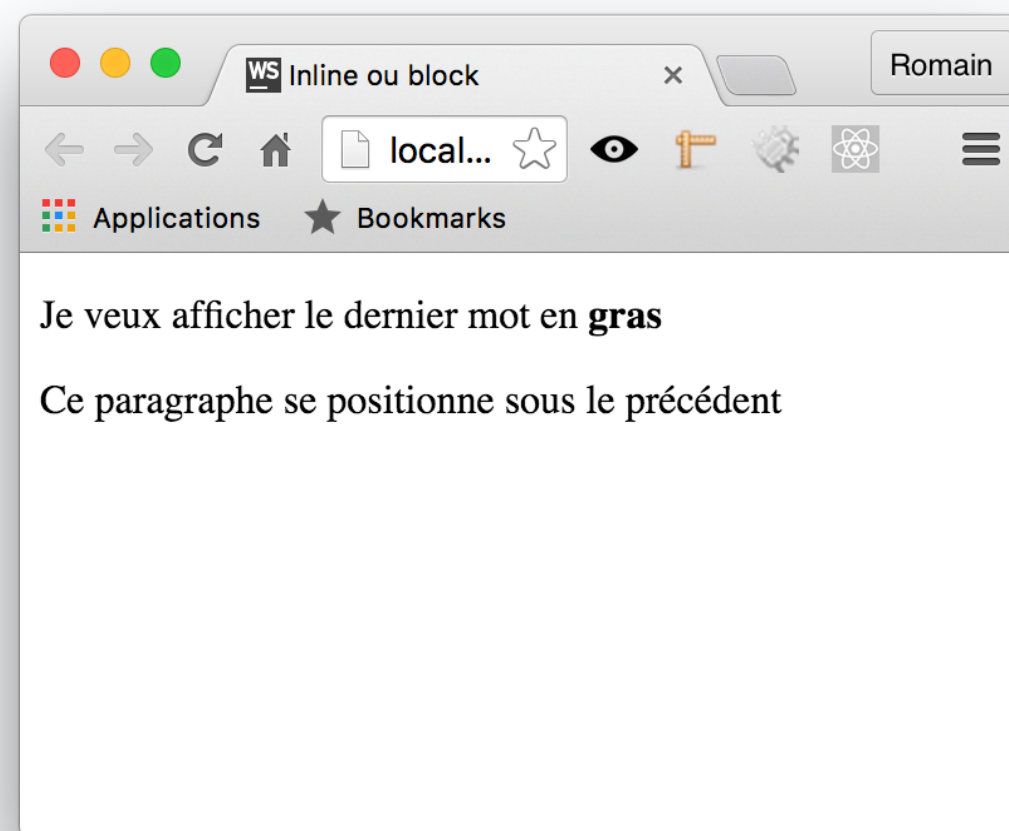 WS Inline ou block
Romain
local...
Applications Bookmarks
Je veux afficher le dernier mot en gras
Ce paragraphe se positionne sous le précédent